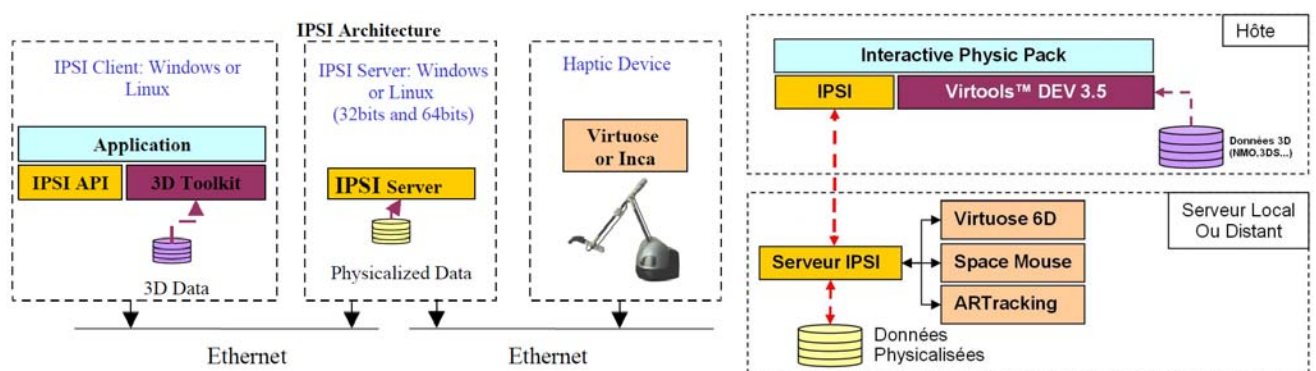 IPSI Architecture
IPSI Client: Windows or
Linux
Application
IPSI API
3D Toolkit
3D Data
IPSI Server: Windows
or Linux
(32bits and 64bits)
IPSI Server
Physicalized Data
Haptic Device
Virtuose
or Inca
Ethernet
Ethernet
Hôte
Interactive Physic Pack
IPSI
Virtools™ DEV 3.5
Données 3D
(NMO,3DS...)
Serveur Local
Ou Distant
Serveur IPSI
Virtuose 6D
Space Mouse
ARTracking
Données
Physicalisées